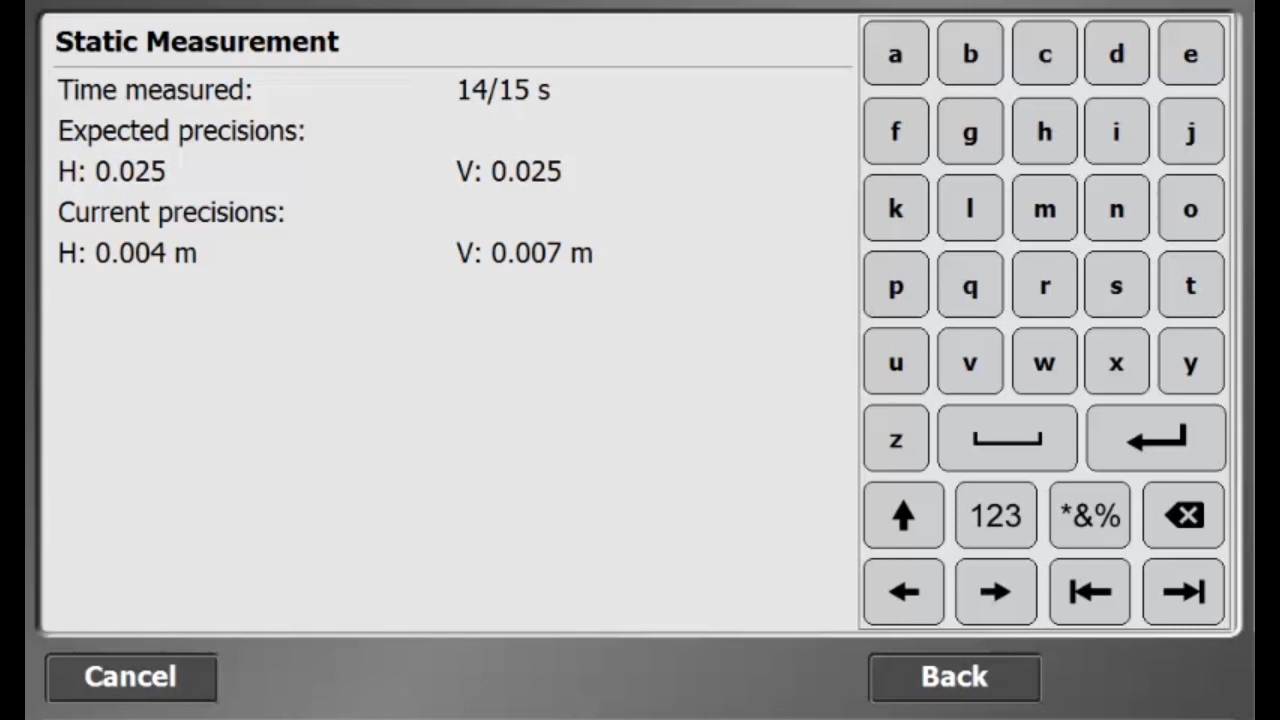 Static Measurement
Time measured: 14/15 s
Expected precisions:
H: 0.025 V: 0.025
Current precisions:
H: 0.004 m V: 0.007 m
a b c d e
f g h i j
k l m n o
p q r s t
u v w x y
z
123 *&%
Cancel Back